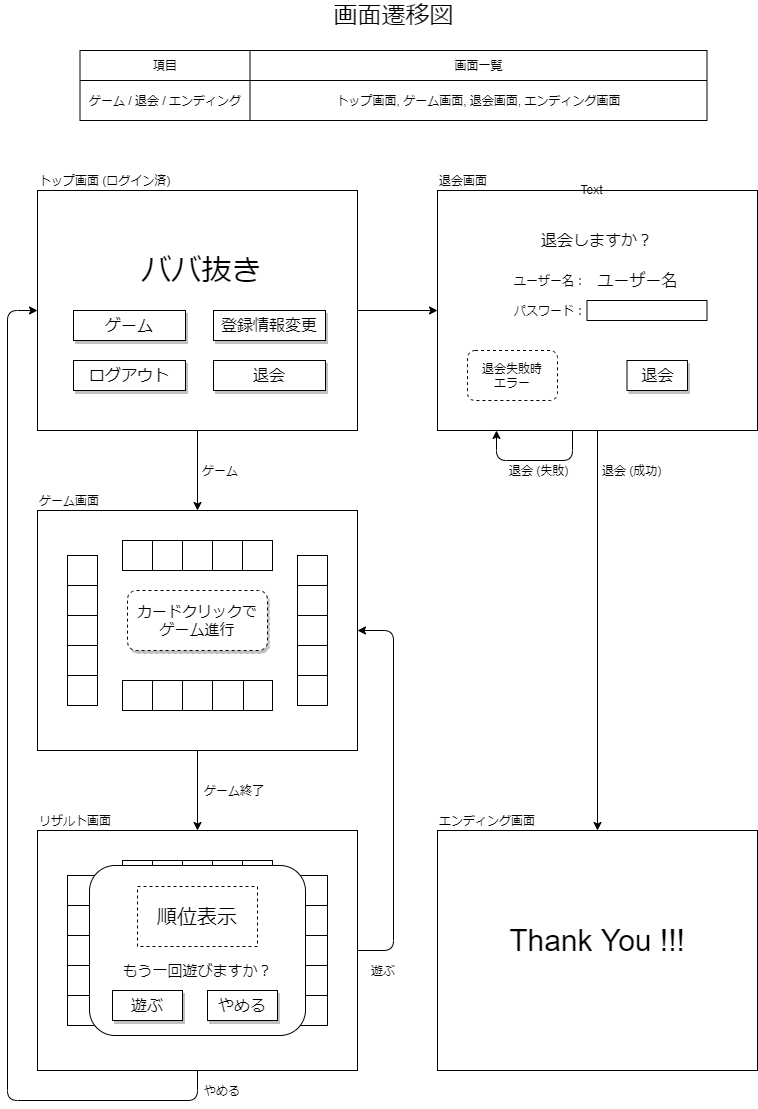 画面遷移図
項目
画面一覧
ゲーム / 退会 / エンディング
トップ画面, ゲーム画面, 退会画面, エンディング画面
トップ画面 (ログイン済)
ババ抜き
ゲーム
登録情報変更
ログアウト
退会
退会画面
Text
退会しますか？
ユーザー名：
ユーザー名
パスワード：
退会失敗時
エラー
退会
ゲーム
退会 (失敗)
退会 (成功)
ゲーム画面
カードクリックで
ゲーム進行
ゲーム終了
リザルト画面
順位表示
もう一回遊びますか？
遊ぶ
やめる
遊ぶ
やめる
エンディング画面
Thank You !!!